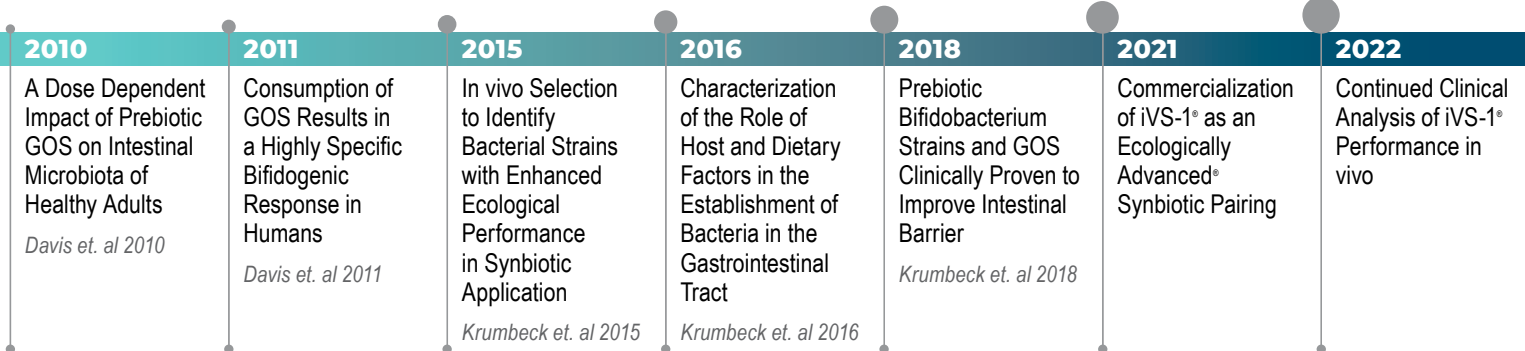 2010
A Dose Dependent
Impact of Prebiotic
GOS on Intestinal
Microbiota of
Healthy Adults
Davis et. al 2010
2011
Consumption of
GOS Results in
a Highly Specific
Bifidogenic
Response in
Humans
Davis et. al 2011
2015
In vivo Selection
to Identify
Bacterial Strains
with Enhanced
Ecological
Performance
in Synbiotic
Application
Krumbeck et. al 2015
2016
Characterization
of the Role of
Host and Dietary
Factors in the
Establishment of
Bacteria in the
Gastrointestinal
Tract
Krumbeck et. al 2016
2018
Prebiotic
Bifidobacterium
Strains and GOS
Clinically Proven to
Improve Intestinal
Barrier
Krumbeck et. al 2018
2021
Commercialization
of iVS-1® as an
Ecologically
Advanced®
Synbiotic Pairing
2022
Continued Clinical
Analysis of iVS-1®
Performance in
vivo